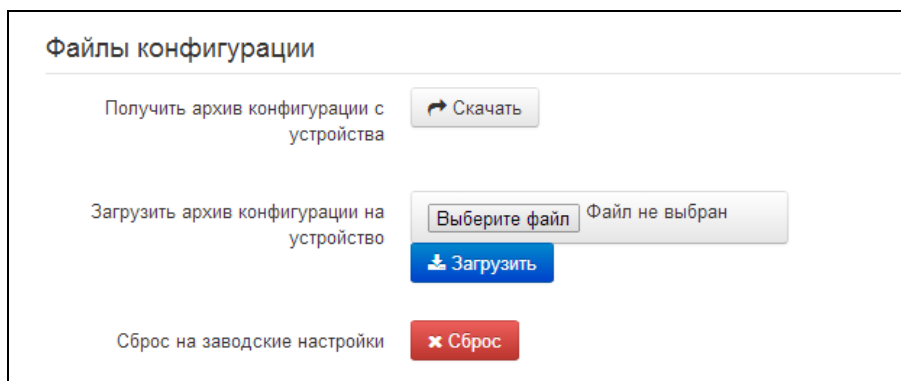 Файлы конфигурации
Получить архив конфигурации с
устройства
Скачать
Загрузить архив конфигурации на
устройство
Выберите файл Файл не выбран
Загрузить
Сброс на заводские настройки
Сброс